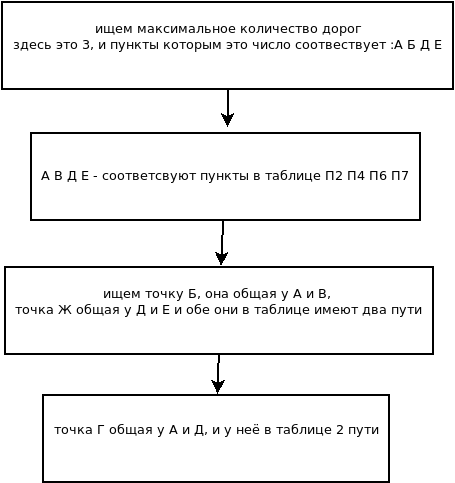 ищем максимальное количество дорог
здесь это 3, и пункты которым это число соотвествует :А Б Д Е
А В Д Е - соответсвуют пункты в таблице П2 П4 П6 П7
ищем точку Б, она общая у А и В,
точка Ж общая у Д и Е и обе они в таблице имеют два пути
точка Г общая у А и Д, и у неё в таблице 2 пути